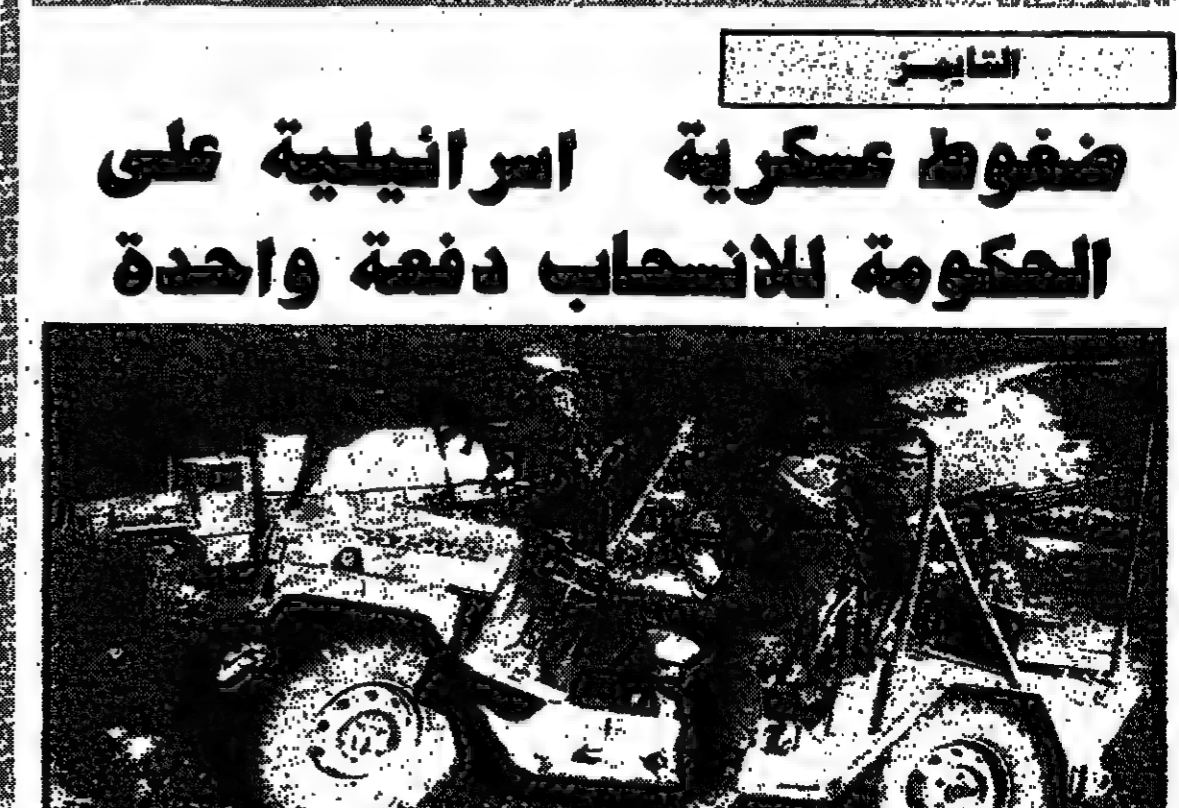 التايمز
ضغوط عسكرية اسرائيلية على
الحكومة للانسحاب دفعة واحدة